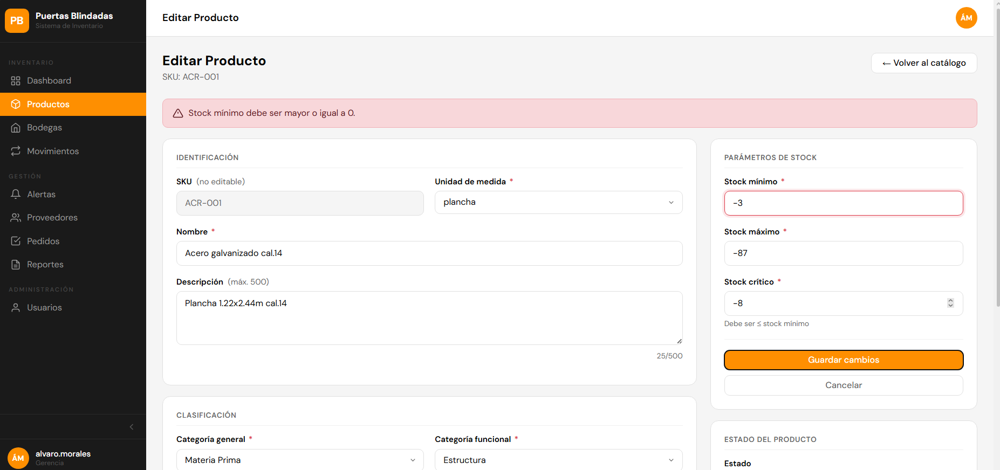 PB
Puertas Blindadas
Sistema de Inventario
INVENTARIO
Dashboard
Productos
Bodegas
Movimientos
GESTIÓN
Alertas
Proveedores
Pedidos
Reportes
ADMINISTRACIÓN
Usuarios
ÁM
alvaro.morales
Gerencia
Editar Producto
ÁM
Editar Producto
SKU: ACR-001
← Volver al catálogo
Stock mínimo debe ser mayor o igual a 0.
IDENTIFICACIÓN
SKU (no editable)
ACR-001
Unidad de medida *
plancha
Nombre *
Acero galvanizado cal.14
Descripción (máx. 500)
Plancha 1.22x2.44m cal.14
25/500
CLASIFICACIÓN
Categoría general *
Materia Prima
Categoría funcional *
Estructura
PARÁMETROS DE STOCK
Stock mínimo *
-3
Stock máximo *
-87
Stock crítico *
-8
Debe ser ≤ stock mínimo
Guardar cambios
Cancelar
ESTADO DEL PRODUCTO
Estado